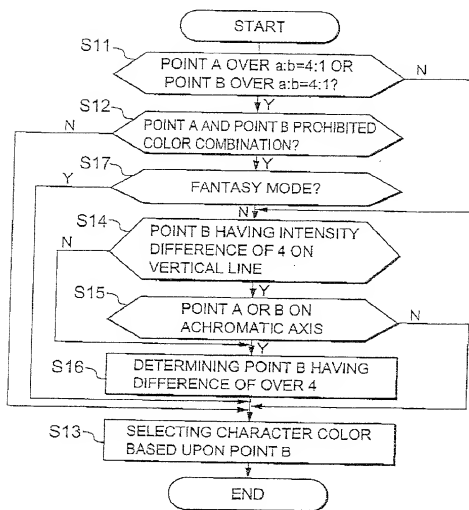 START
S11
POINT A OVER a:b=4:1 OR
POINT B OVER a:b=4:1?
N
Y
S12
N
POINT A AND POINT B PROHIBITED
COLOR COMBINATION?
Y
S17
Y
FANTASY MODE?
N
S14
N
POINT B HAVING INTENSITY
DIFFERENCE OF 4 ON
VERTICAL LINE
Y
S15
POINT A OR B ON
ACHROMATIC AXIS
N
Y
S16
DETERMINING POINT B HAVING
DIFFERENCE OF OVER 4
S13
SELECTING CHARACTER COLOR
BASED UPON POINT B
END